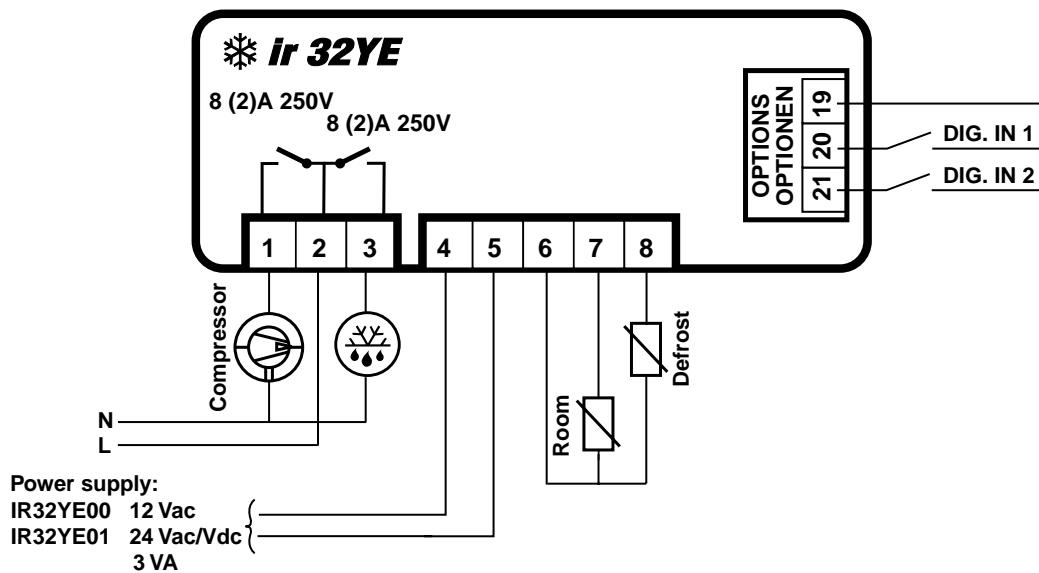 ir 32YE
8 (2)A 250V
8 (2)A 250V
OPTIONS
OPTIONEN
19
20
21
DIG. IN 1
DIG. IN 2
1 2 3 4 5 6 7 8
Compressor
Defrost
Room
N
L
Power supply:
IR32YE00 12 Vac
IR32YE01 24 Vac/Vdc
3 VA